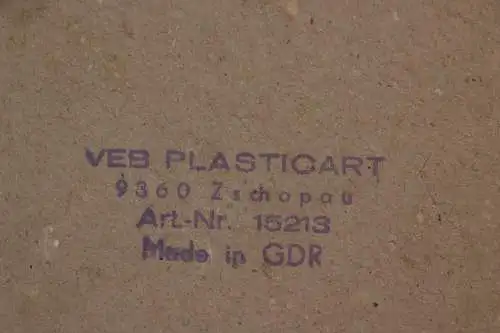 VEB PLASTICART
9360 Zschopau
Art.-Nr. 15213
Made in GDR